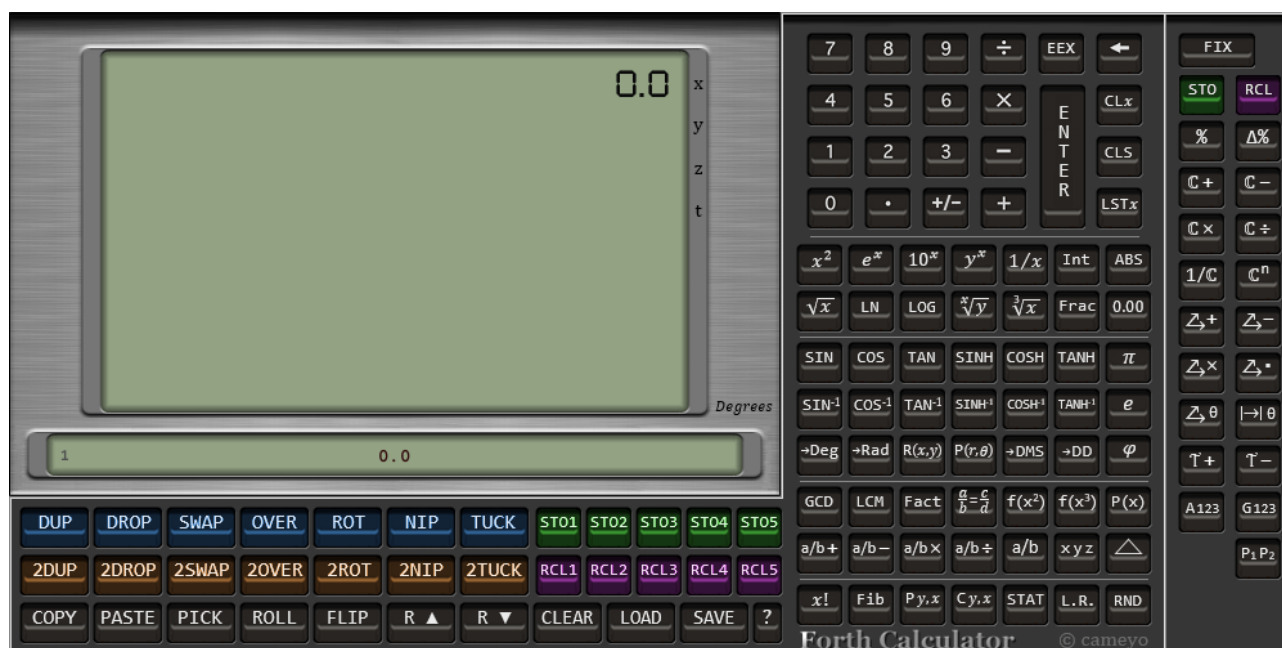 0.0 x
y
z
t
Degrees
1 0.0
7 8 9 ÷ EEX ←
4 5 6 × ENTER CLx
1 2 3 − CLS
0 · +/− + LSTx
x² eˣ 10ˣ yˣ 1/x Int ABS
√x LN LOG ˣ√y ³√x Frac 0.00
SIN COS TAN SINH COSH TANH π
SIN⁻¹ COS⁻¹ TAN⁻¹ SINH⁻¹ COSH⁻¹ TANH⁻¹ e
→Deg →Rad R(x,y) P(r,θ) →DMS →DD φ
GCD LCM Fact a/b=c/d f(x²) f(x³) P(x)
a/b+ a/b− a/b× a/b÷ a/b xyz △
x! Fib Py,x Cy,x STAT L.R. RND
Forth Calculator © cameyo
FIX
STO RCL
% Δ%
ℂ+ ℂ−
ℂ× ℂ÷
1/ℂ ℂⁿ
+ −
× ·
θ |→|θ
+ −
A123 G123
P₁P₂
DUP DROP SWAP OVER ROT NIP TUCK STO1 STO2 STO3 STO4 STO5
2DUP 2DROP 2SWAP 2OVER 2ROT 2NIP 2TUCK RCL1 RCL2 RCL3 RCL4 RCL5
COPY PASTE PICK ROLL FLIP R ▲ R ▼ CLEAR LOAD SAVE ?